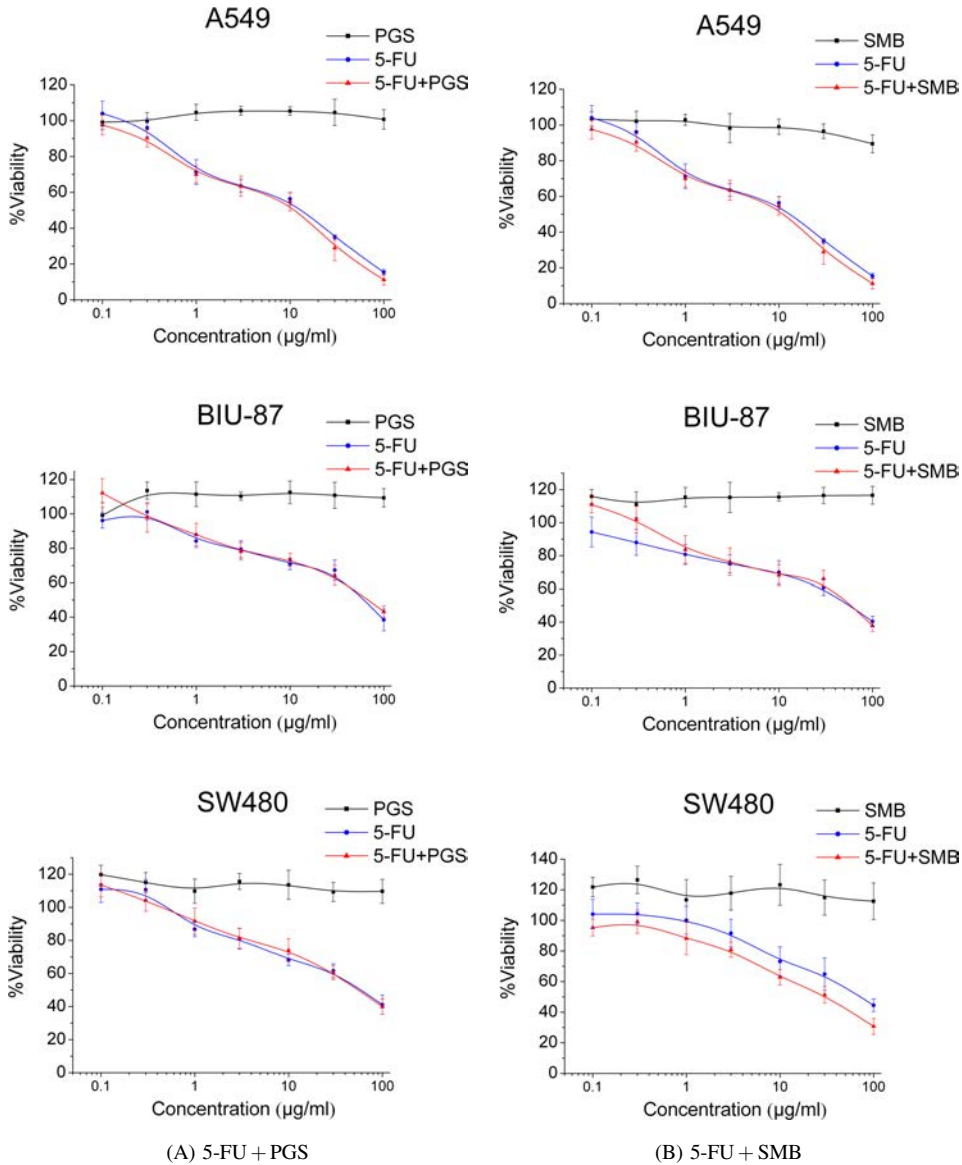 A549
PGS
5-FU
5-FU+PGS
%Viability
120
100
80
60
40
20
0
0.1
1
10
100
Concentration (µg/ml)
A549
SMB
5-FU
5-FU+SMB
%Viability
120
100
80
60
40
20
0
0.1
1
10
100
Concentration (µg/ml)
BIU-87
PGS
5-FU
5-FU+PGS
%Viability
120
100
80
60
40
20
0
0.1
1
10
100
Concentration (µg/ml)
BIU-87
SMB
5-FU
5-FU+SMB
%Viability
120
100
80
60
40
20
0
0.1
1
10
100
Concentration (µg/ml)
SW480
PGS
5-FU
5-FU+PGS
%Viability
120
100
80
60
40
20
0
0.1
1
10
100
Concentration (µg/ml)
SW480
SMB
5-FU
5-FU+SMB
%Viability
140
120
100
80
60
40
20
0
0.1
1
10
100
Concentration (µg/ml)
(A) 5-FU + PGS
(B) 5-FU + SMB